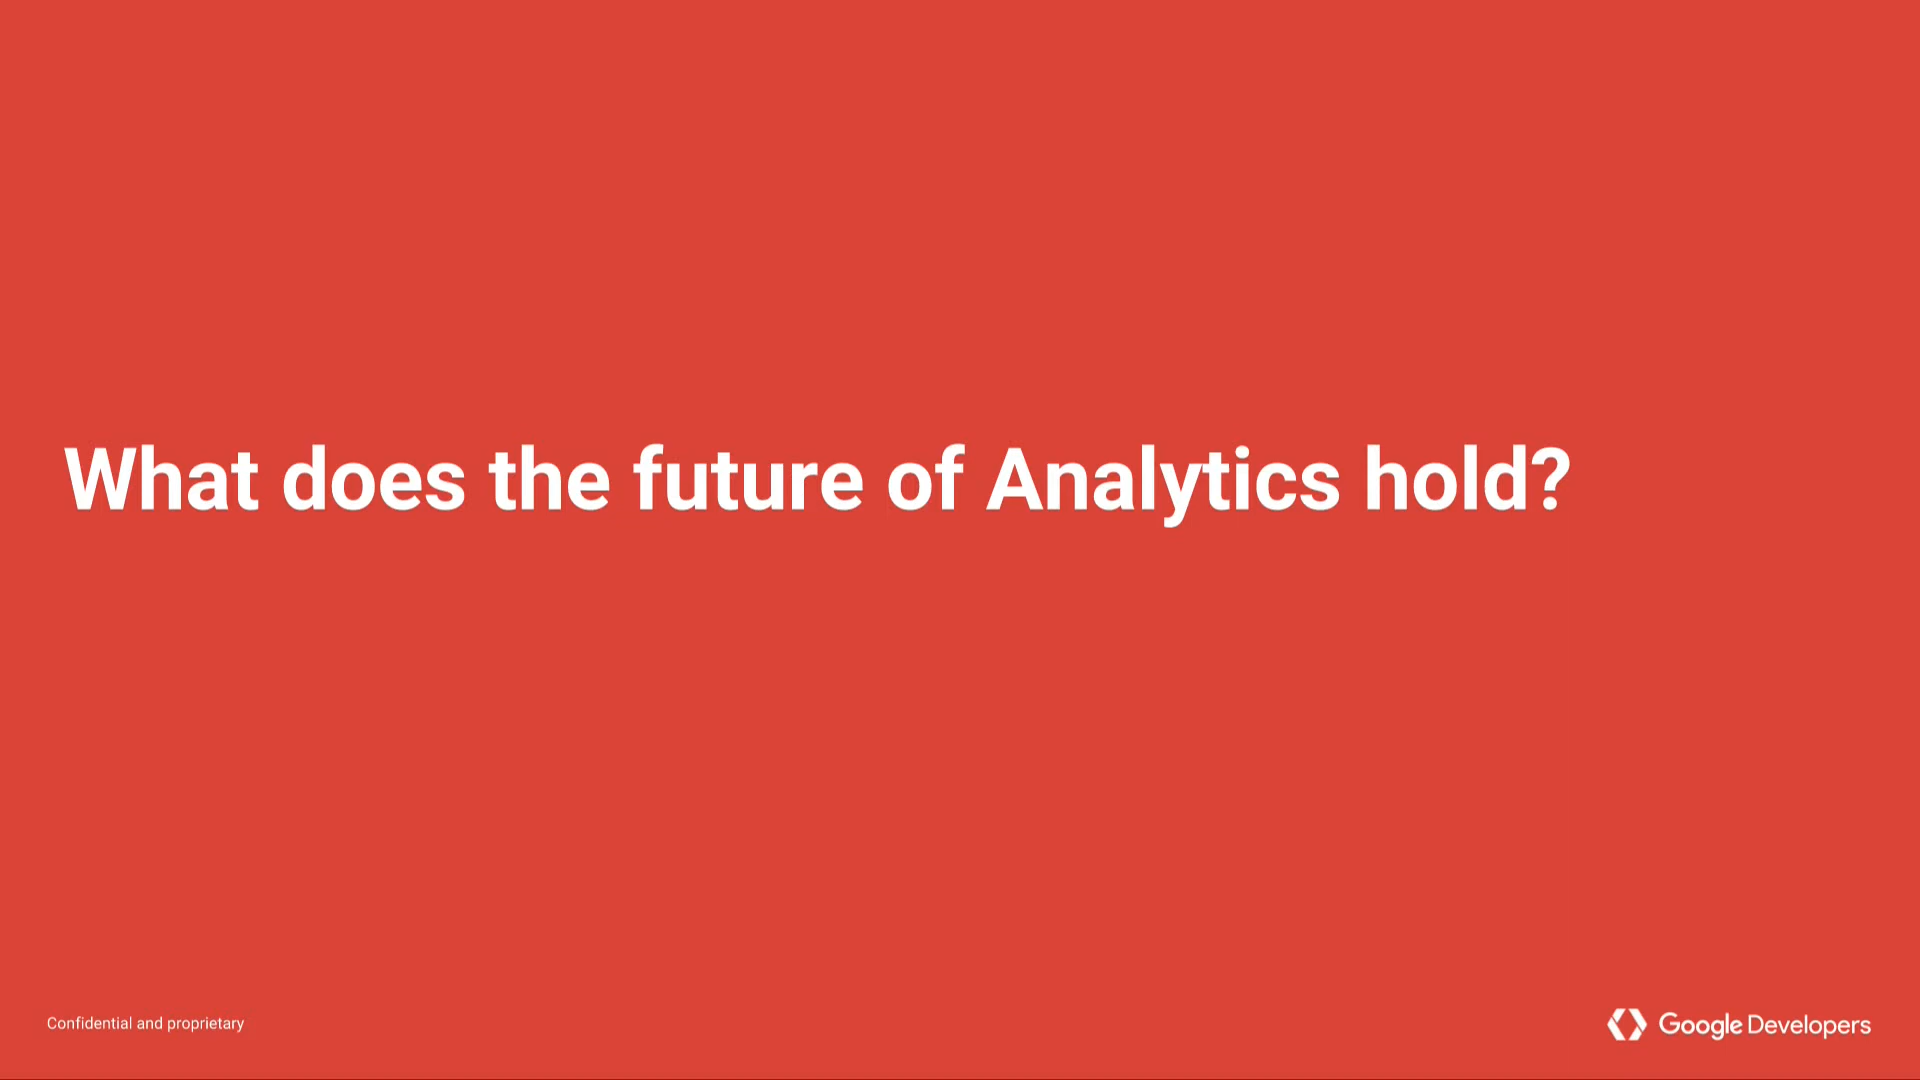 What does the future of Analytics hold?
Confidential and proprietary
Google Developers